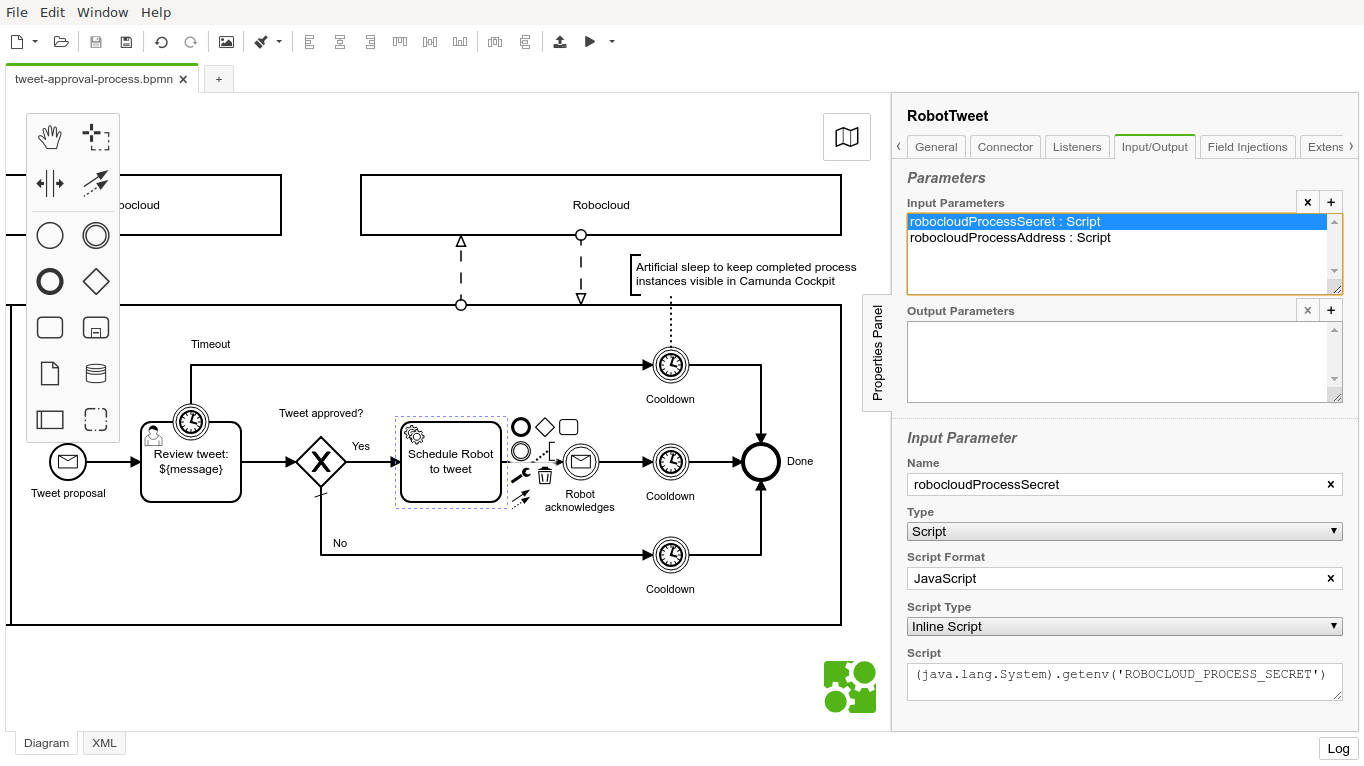 File Edit Window Help
tweet-approval-process.bpmn × +
RobotTweet
General Connector Listeners Input/Output Field Injections Extens
Parameters
Input Parameters × +
robocloudProcessSecret : Script
robocloudProcessAddress : Script
Output Parameters × +
Input Parameter
Name
robocloudProcessSecret ×
Type
Script
Script Format
JavaScript ×
Script Type
Inline Script
Script
(java.lang.System).getenv('ROBOCLOUD_PROCESS_SECRET')
Properties Panel
bocloud
Robocloud
Artificial sleep to keep completed process
instances visible in Camunda Cockpit
Timeout
Cooldown
Tweet approved?
Yes
Review tweet:
${message}
Schedule Robot
to tweet
Tweet proposal
Robot
acknowledges
Cooldown
Done
No
Cooldown
Diagram XML
Log